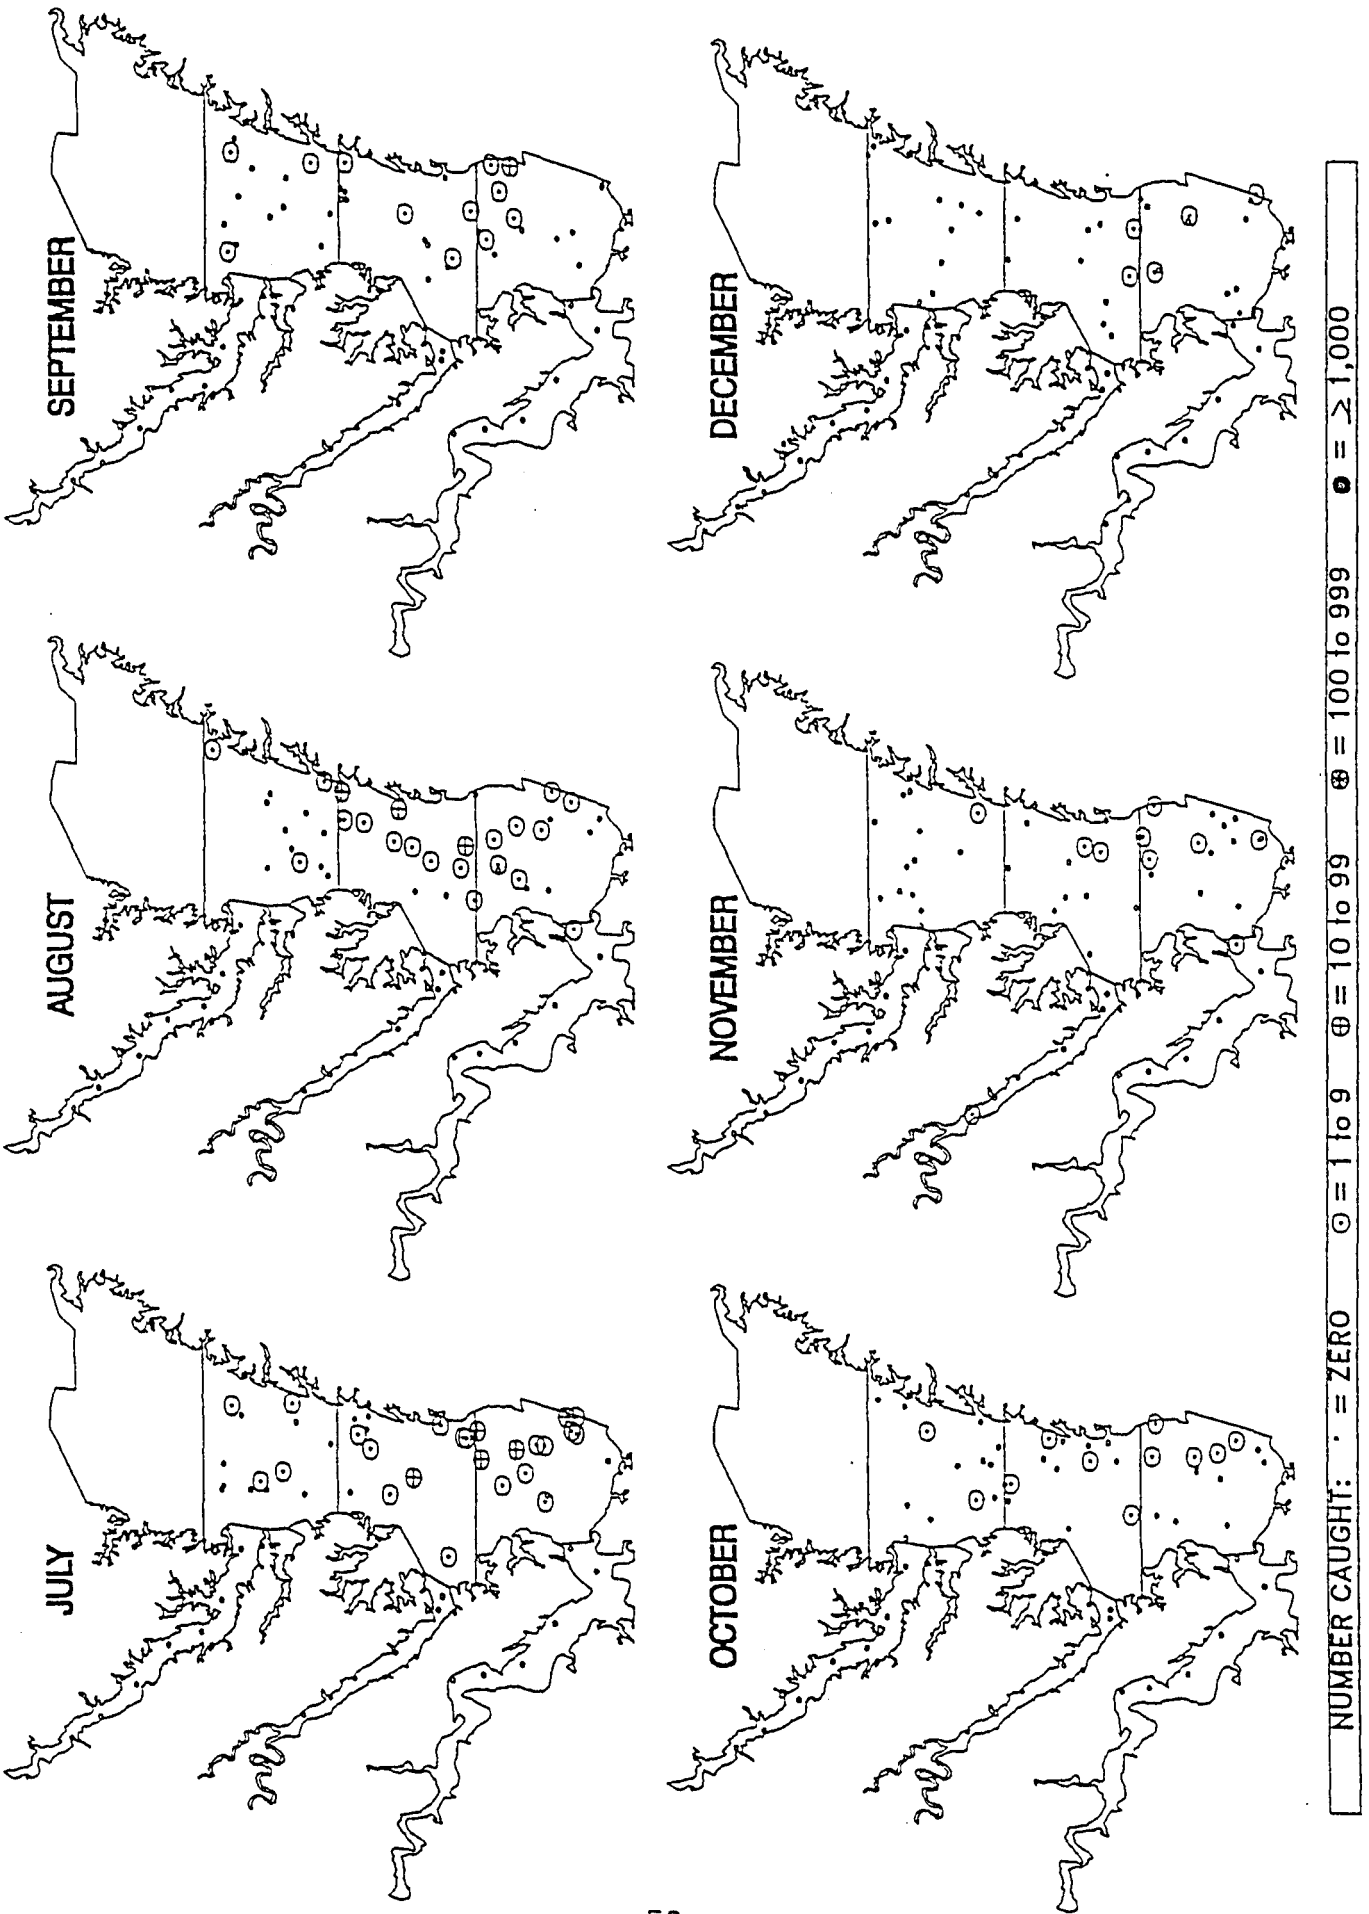 JULY
AUGUST
SEPTEMBER
OCTOBER
NOVEMBER
DECEMBER
NUMBER CAUGHT: · = ZERO ⊙ = 1 to 9 ⊕ = 10 to 99 ⊛ = 100 to 999 ● = ≥ 1,000